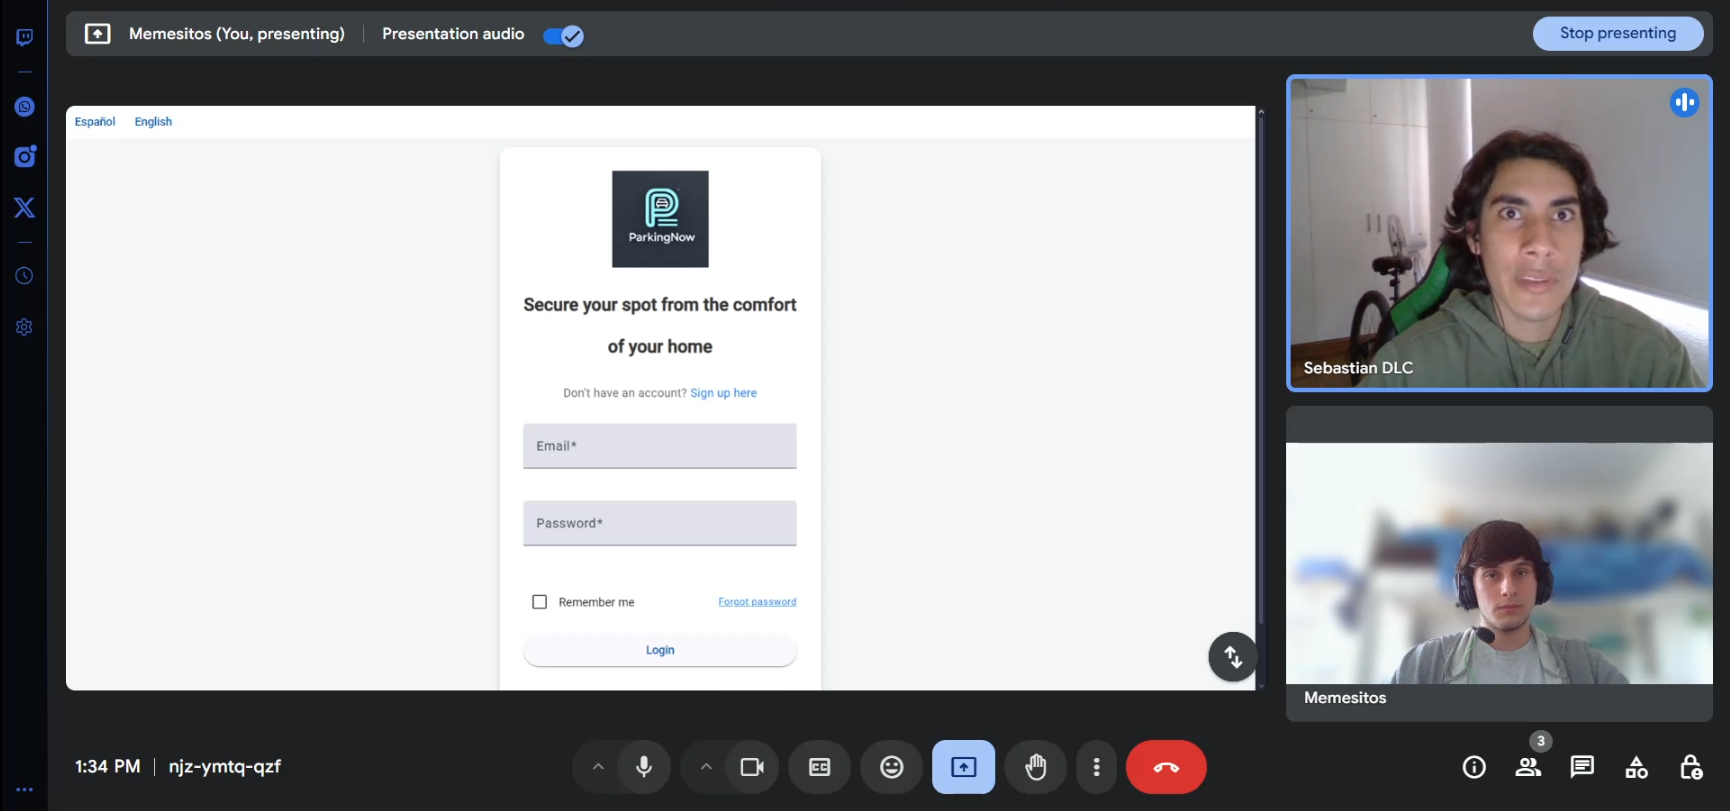 Memesitos (You, presenting)
Presentation audio
Stop presenting
Español
English
ParkingNow
Secure your spot from the comfort
of your home
Don't have an account? Sign up here
Email*
Password*
Remember me
Forgot password
Login
Sebastian DLC
Memesitos
1:34 PM
njz-ymtq-qzf
CC
3